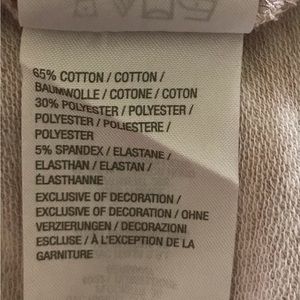 65% COTTON / COTTON /
BAUMWOLLE / COTONE / COTON
30% POLYESTER / POLYESTER /
POLYESTER / POLIESTERE /
POLYESTER
5% SPANDEX / ELASTANE /
ELASTHAN / ELASTAN /
ÉLASTHANNE
EXCLUSIVE OF DECORATION /
EXCLUSIVE OF DECORATION / OHNE
VERZIERUNGEN / DECORAZIONI
ESCLUSE / À L'EXCEPTION DE LA
GARNITURE